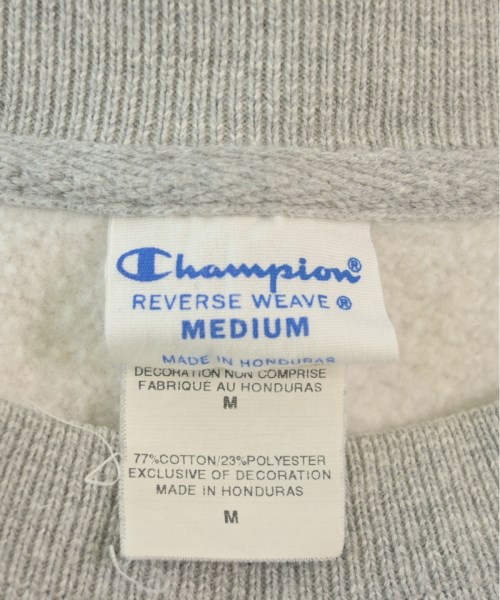 Champion®
REVERSE WEAVE®
MEDIUM
MADE IN HONDURAS
DECORATION NON COMPRISE
FABRIQUÉ AU HONDURAS
M
77%COTTON/23%POLYESTER
EXCLUSIVE OF DECORATION
MADE IN HONDURAS
M